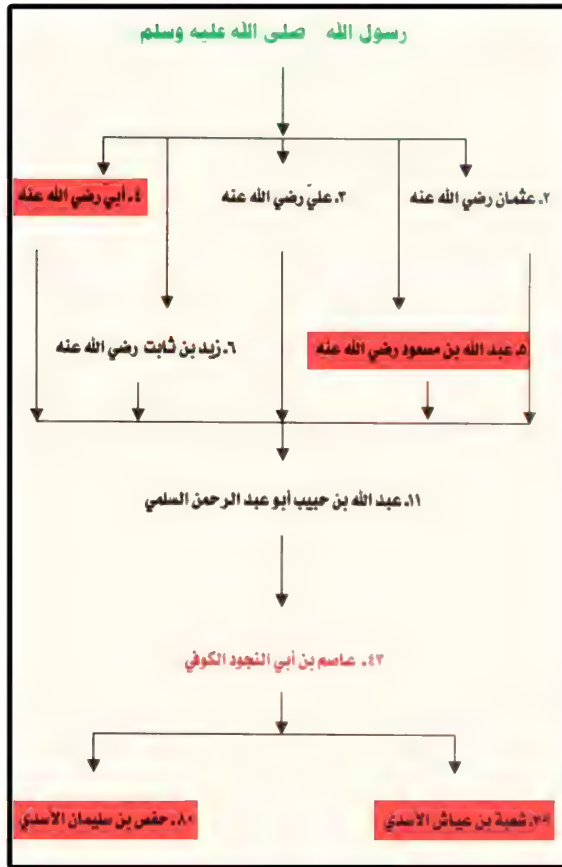 رسول الله صلى الله عليه وسلم
٢. عثمان رضي الله عنه
٣. عليّ رضي الله عنه
٤. أبيّ رضي الله عنه
٥. عبد الله بن مسعود رضي الله عنه
٦. زيد بن ثابت رضي الله عنه
١١. عبد الله بن حبيب أبو عبد الرحمن السلمي
٤٣. عاصم بن أبي النجود الكوفي
شعبة بن عياش الأسدي
٨٠. حفص بن سليمان الأسدي